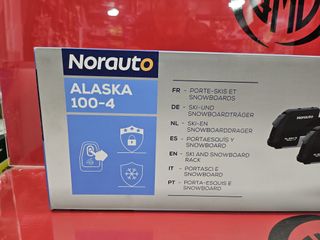 Norauto
ALASKA
100-4
FR - PORTE-SKIS ET
SNOWBOARDS
DE - SKI-UND
SNOWBOARDTRÄGER
NL - SKI-EN
SNOWBOARDDRAGER
ES - PORTAESQUÍS Y
SNOWBOARD
EN - SKI AND SNOWBOARD
RACK
IT - PORTASCI E
SNOWBOARD
PT - PORTA-ESQUIS E
SNOWBOARD